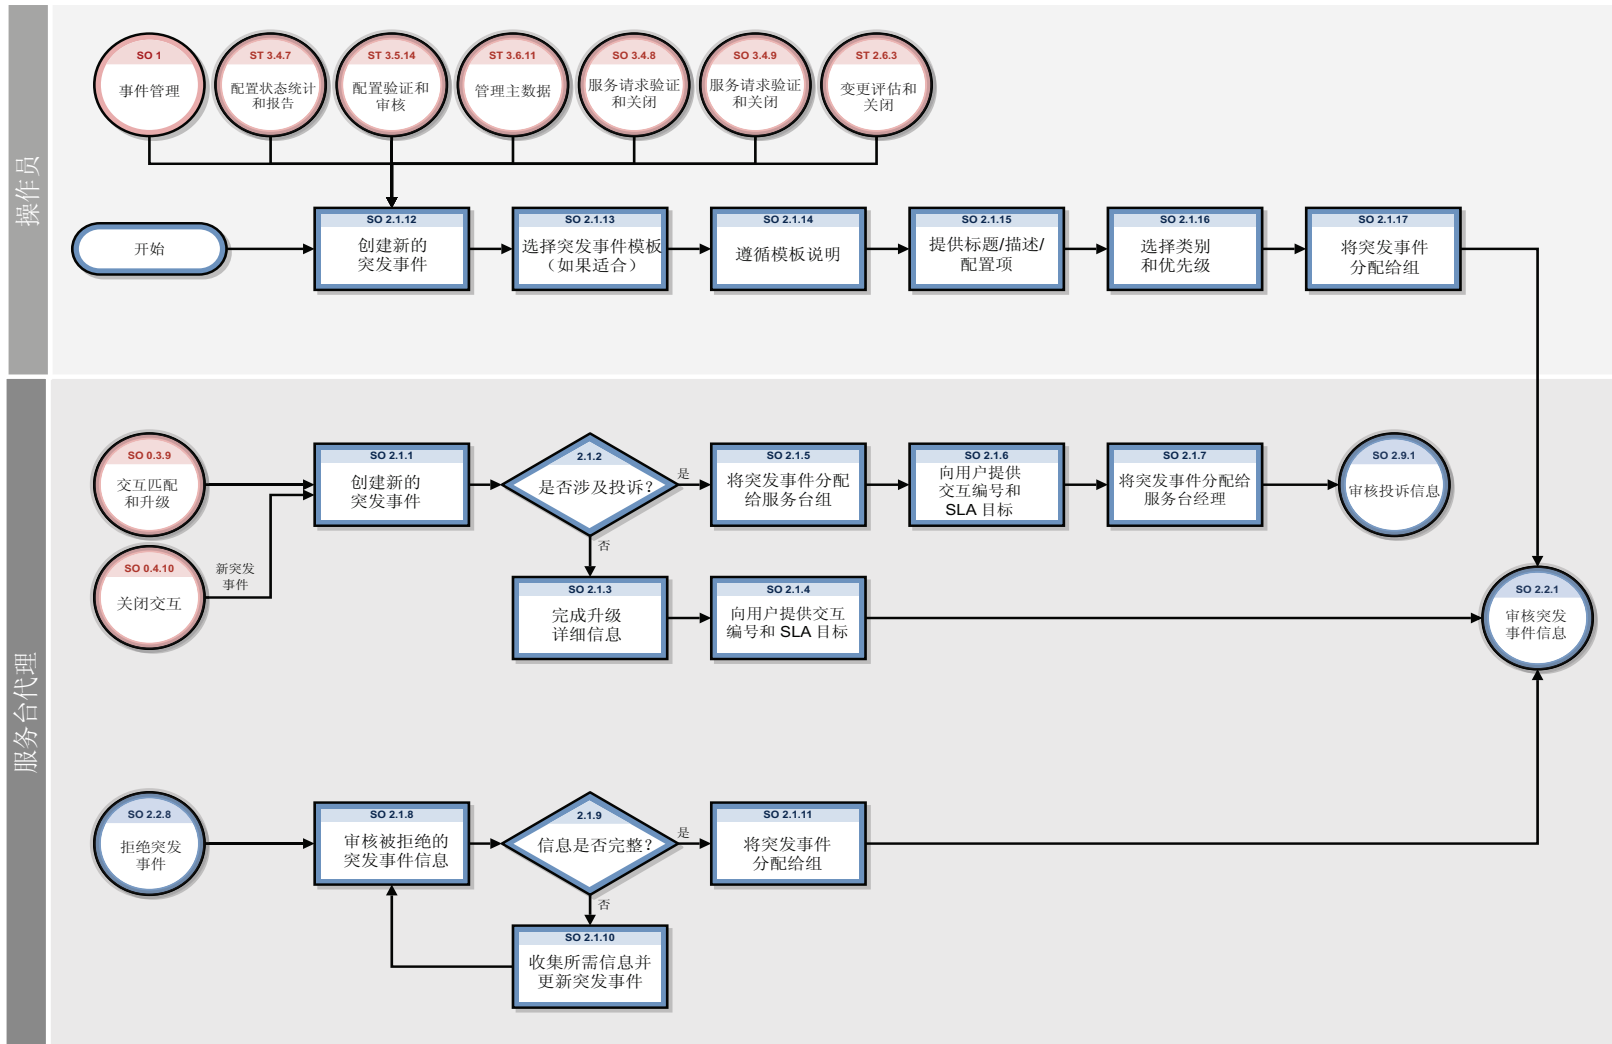 操作员
SO 1
事件管理
ST 3.4.7
配置状态统计
和报告
ST 3.5.14
配置验证和
审核
ST 3.6.11
管理主数据
SO 3.4.8
服务请求验证
和关闭
SO 3.4.9
服务请求验证
和关闭
ST 2.6.3
变更评估和
关闭
开始
SO 2.1.12
创建新的
突发事件
SO 2.1.13
选择突发事件模板
（如果适合）
SO 2.1.14
遵循模板说明
SO 2.1.15
提供标题/描述/
配置项
SO 2.1.16
选择类别
和优先级
SO 2.1.17
将突发事件
分配给组
服务台代理
SO 0.3.9
交互匹配
和升级
SO 2.1.1
创建新的
突发事件
2.1.2
是否涉及投诉？
是
SO 2.1.5
将突发事件分配
给服务台组
SO 2.1.6
向用户提供
交互编号和
SLA 目标
SO 2.1.7
将突发事件分配给
服务台经理
SO 2.9.1
审核投诉信息
否
SO 0.4.10
关闭交互
新突发
事件
SO 2.1.3
完成升级
详细信息
SO 2.1.4
向用户提供交互
编号和 SLA 目标
SO 2.2.1
审核突发
事件信息
SO 2.2.8
拒绝突发
事件
SO 2.1.8
审核被拒绝的
突发事件信息
2.1.9
信息是否完整？
是
SO 2.1.11
将突发事件
分配给组
否
SO 2.1.10
收集所需信息并
更新突发事件